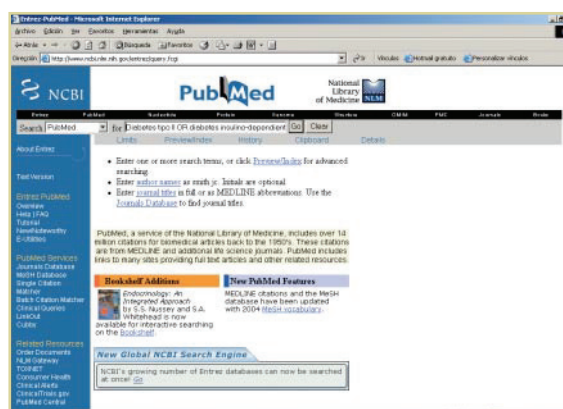 Entrez-PubMed - Microsoft Internet Explorer
Archivo Edición Ver Favoritos Herramientas Ayuda
Atrás Búsqueda Favoritos
Dirección http://www.ncbi.nlm.nih.gov/entrez/query.fcgi Ir Vínculos Hotmail gratuito Personalizar vínculos
NCBI
PubMed
National
Library
of Medicine NLM
Entrez PubMed Nucleotide Protein Genome Structure OMIM PMC Journals Books
Search PubMed for Diabetes tipo II OR diabetes insulino-dependient Go Clear
Limits Preview/Index History Clipboard Details
About Entrez
Text Version
Entrez PubMed
Overview
Help | FAQ
Tutorial
New/Noteworthy
E-Utilities
PubMed Services
Journals Database
MeSH Database
Single Citation
Matcher
Batch Citation Matcher
Clinical Queries
LinkOut
Cubby
Related Resources
Order Documents
NLM Gateway
TOXNET
Consumer Health
Clinical Alerts
ClinicalTrials.gov
PubMed Central
• Enter one or more search terms, or click Preview/Index for advanced
searching
• Enter author names as smith jc. Initials are optional
• Enter journal titles in full or as MEDLINE abbreviations. Use the
Journals Database to find journal titles.
PubMed, a service of the National Library of Medicine, includes over 14
million citations for biomedical articles back to the 1950's. These citations
are from MEDLINE and additional life science journals. PubMed includes
links to many sites providing full text articles and other related resources.
Bookshelf Additions
Endocrinology: An
Integrated Approach
by S.S. Nussey and S.A.
Whitehead is now
available for interactive searching
on the Bookshelf.
New PubMed Features
MEDLINE citations and the MeSH
database have been updated
with 2004 MeSH vocabulary.
New Global NCBI Search Engine
NCBI's growing number of Entrez databases can now be searched
at once! Go